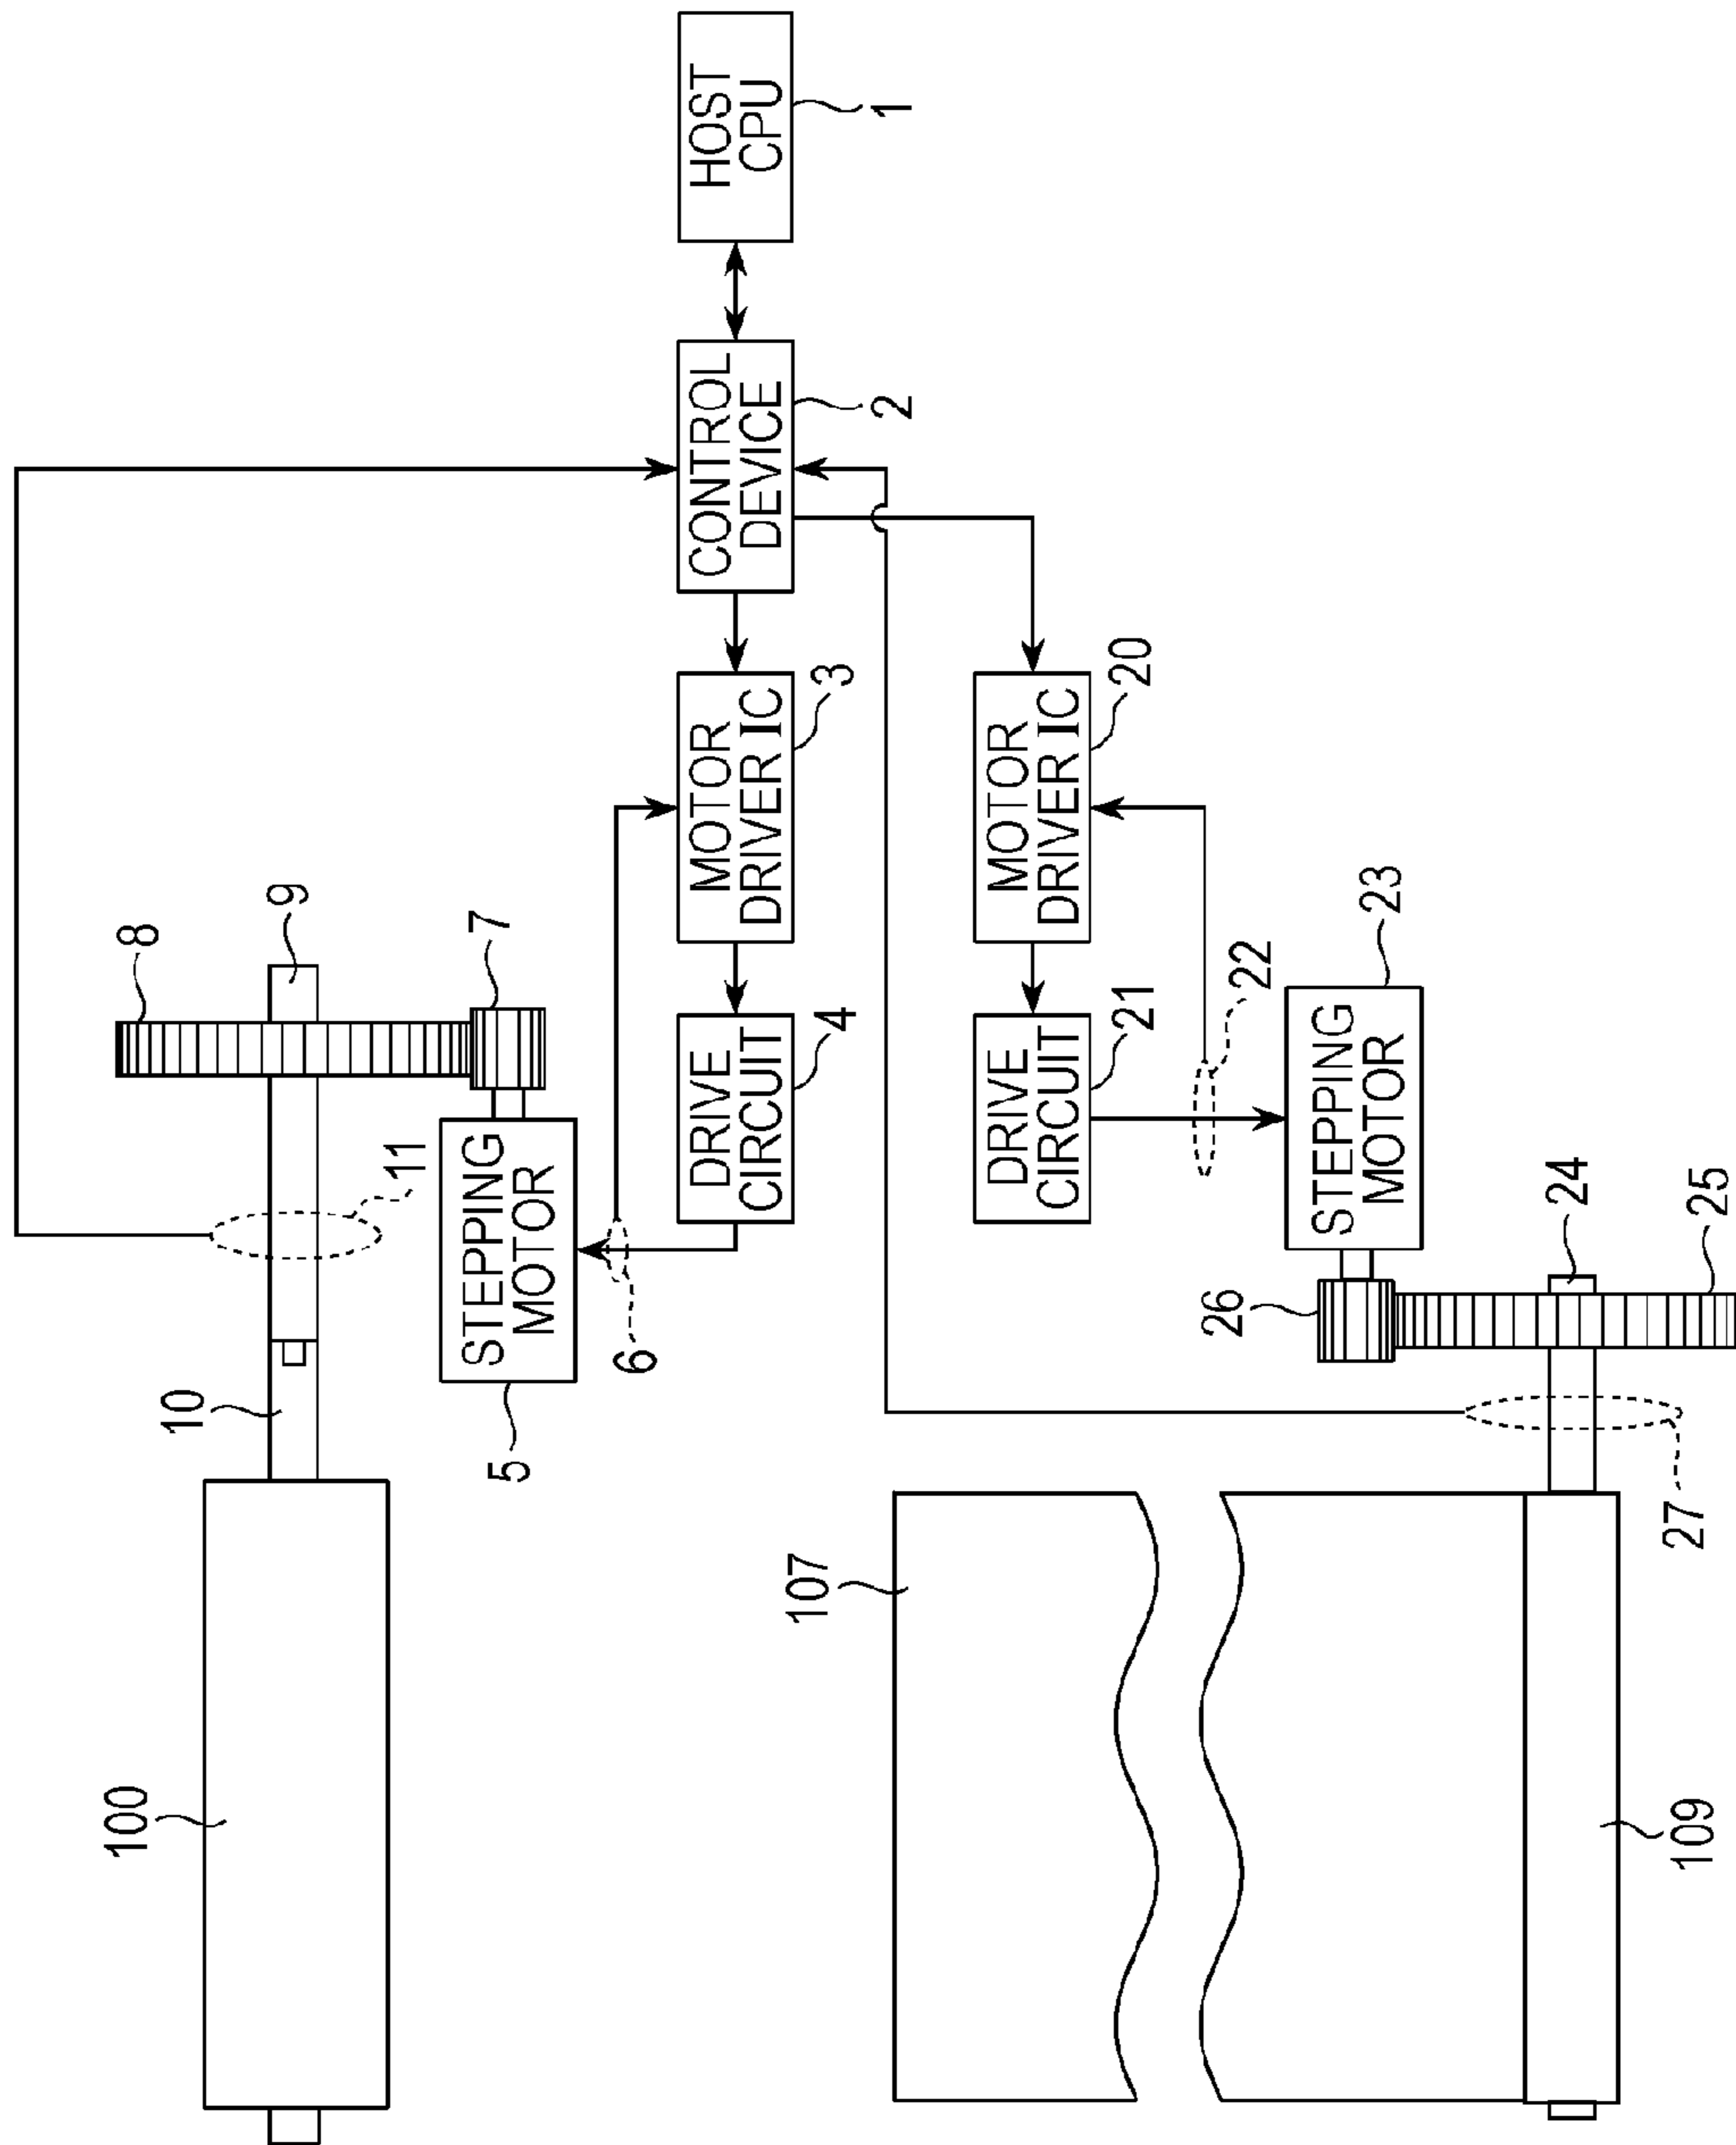 100
10
11
8
9
7
STEPPING
MOTOR
5
6
DRIVE
CIRCUIT
4
MOTOR
DRIVER IC
3
CONTROL
DEVICE
2
HOST
CPU
1
107
DRIVE
CIRCUIT
21
MOTOR
DRIVER IC
20
22
STEPPING
MOTOR
23
26
24
25
27
109